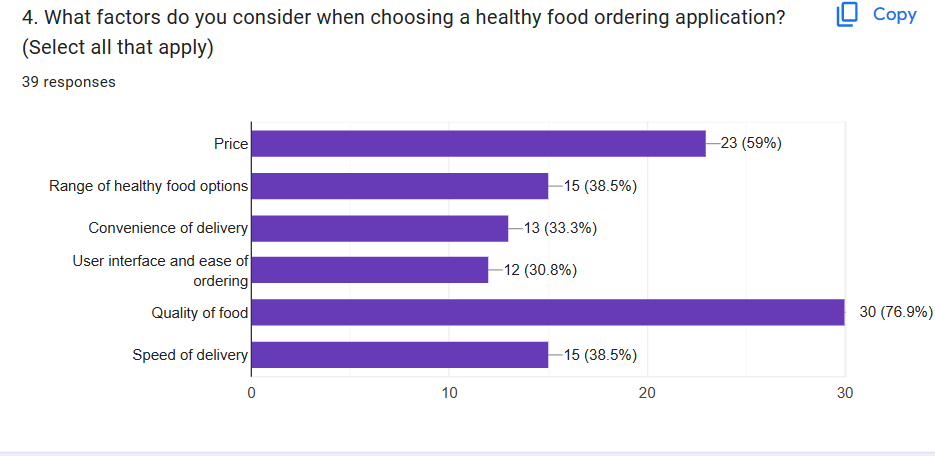 4. What factors do you consider when choosing a healthy food ordering application?
(Select all that apply)
Copy
39 responses
Price
23 (59%)
Range of healthy food options
15 (38.5%)
Convenience of delivery
13 (33.3%)
User interface and ease of
ordering
12 (30.8%)
Quality of food
30 (76.9%)
Speed of delivery
15 (38.5%)
0
10
20
30